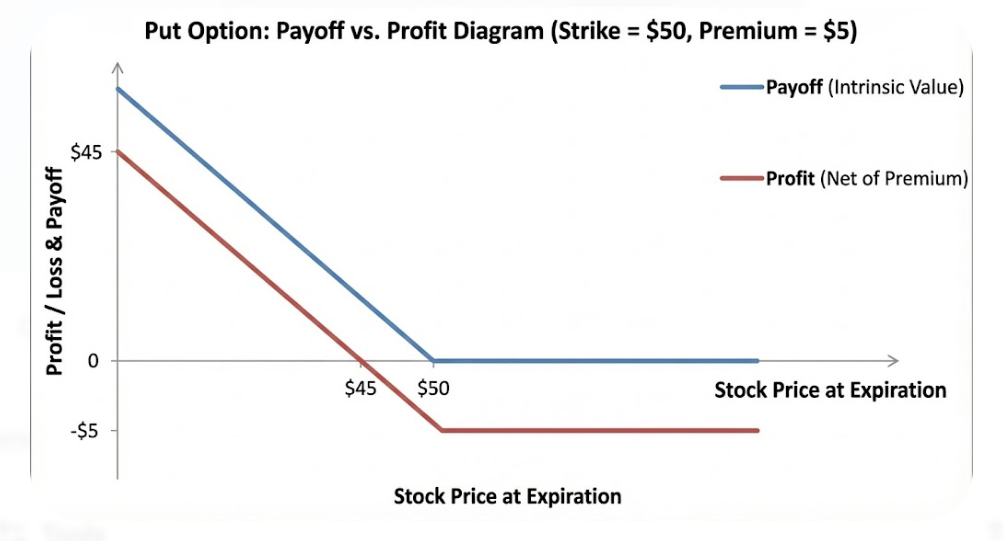 Put Option: Payoff vs. Profit Diagram (Strike = $50, Premium = $5)
Payoff (Intrinsic Value)
Profit (Net of Premium)
Profit / Loss & Payoff
$45
0
-$5
$45
$50
Stock Price at Expiration
Stock Price at Expiration